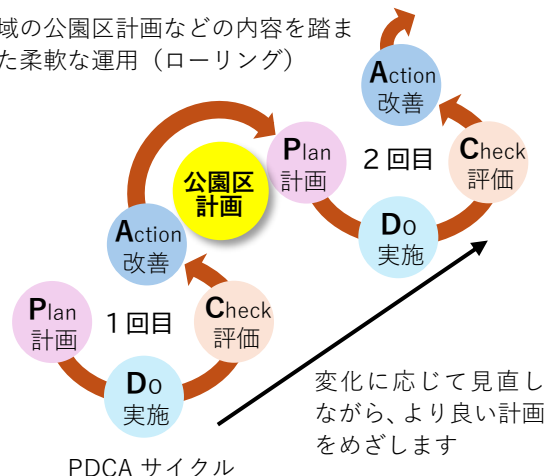 域の公園区計画などの内容を踏ま
た柔軟な運用（ローリング）
Action
改善
Plan
計画
2回目
Check
評価
Do
実施
公園区
計画
Action
改善
Plan
計画
1回目
Check
評価
Do
実施
変化に応じて見直し
ながら、より良い計画
をめざします
PDCA サイクル